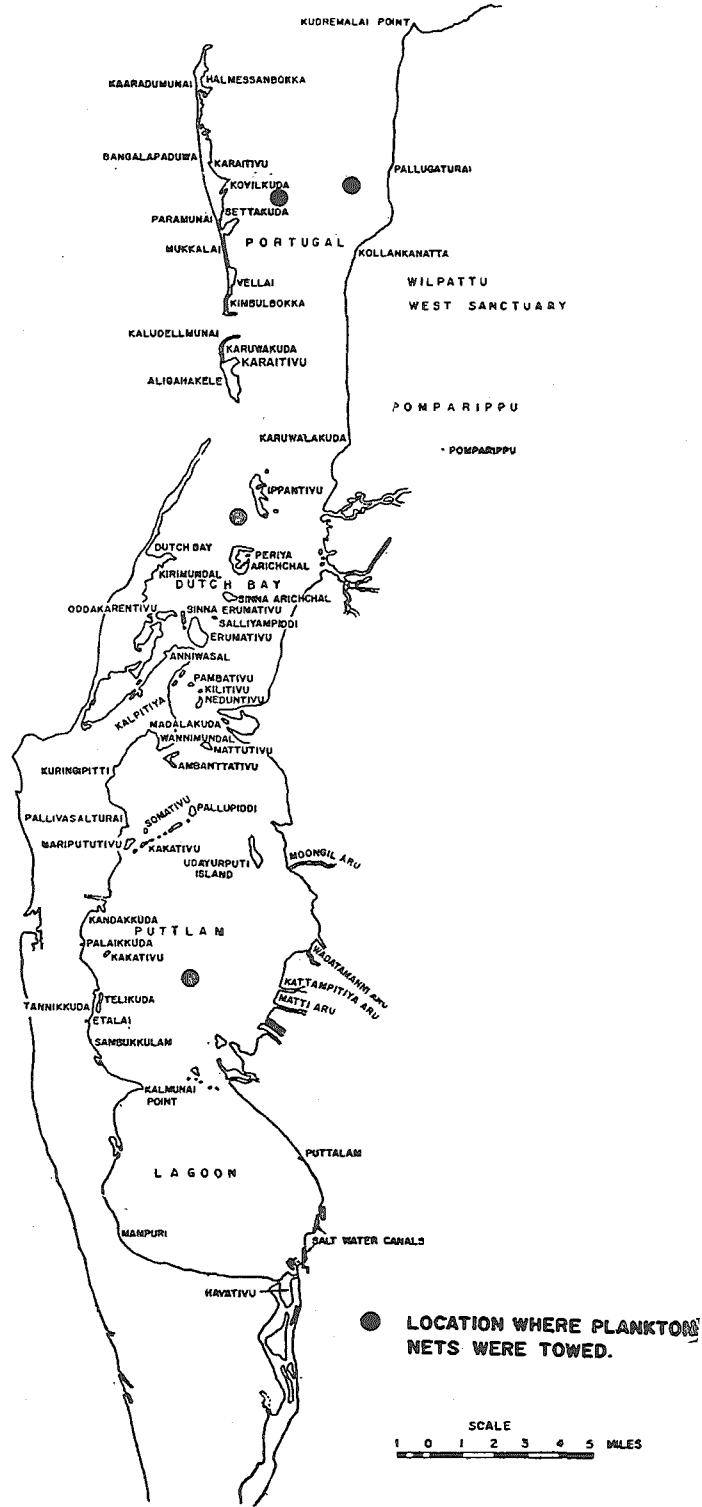 KUDREMALAI POINT
HALMESSANBOKKA
KAARADUMUNAI
BANGALAPADUWA
KARAITIVU
PALLUGATURAI
KOVILKUDA
SETTAKUDA
PARAMUNAI
PORTUGAL
MUKKALAI
KOLLANKANATTA
WILPATTU
WEST SANCTUARY
VELLAI
KIMBULBOKKA
KALUDELLMUNAI
KARUWAKUDA
KARAITIVU
ALIGAHAKELE
POMPARIPPU
KARUWALAKUDA
POMPARIPPU
IPPANTIVU
DUTCH BAY
PERIYA
ARICHCHAL
KIRIMUNDAL
DUTCH BAY
SINNA ARICHCHAL
ODDAKARENTIVU
SINNA ERUMATIVU
SALLIYAMPIDDI
ERUMATIVU
ANNIWASAL
PAMBATIVU
KILITIVU
NEDUNTIVU
KALPITIYA
MADALAKUDA
WANNIMUNDAL
MATTUTIVU
AMBANTTATIVU
KURINGIPITTI
SOMATIVU
PALLUPIDDI
PALLIVASALTURAI
MARIPUTUTIVU
KAKATIVU
UDAYURPUTI
ISLAND
MOONGIL ARU
KANDAKKUDA
PUTTLAM
PALAIKKUDA
KAKATIVU
WADATAMANM ARU
KATTAMPITIYA ARU
MATTI ARU
TELIKUDA
TANNIKKUDA
ETALAI
SAMBUKKULAM
KALMUNAI
POINT
PUTTALAM
LAGOON
MAMPURI
SALT WATER CANALS
HAVATIVU
LOCATION WHERE PLANKTON
NETS WERE TOWED.
SCALE
1 0 1 2 3 4 5 MILES